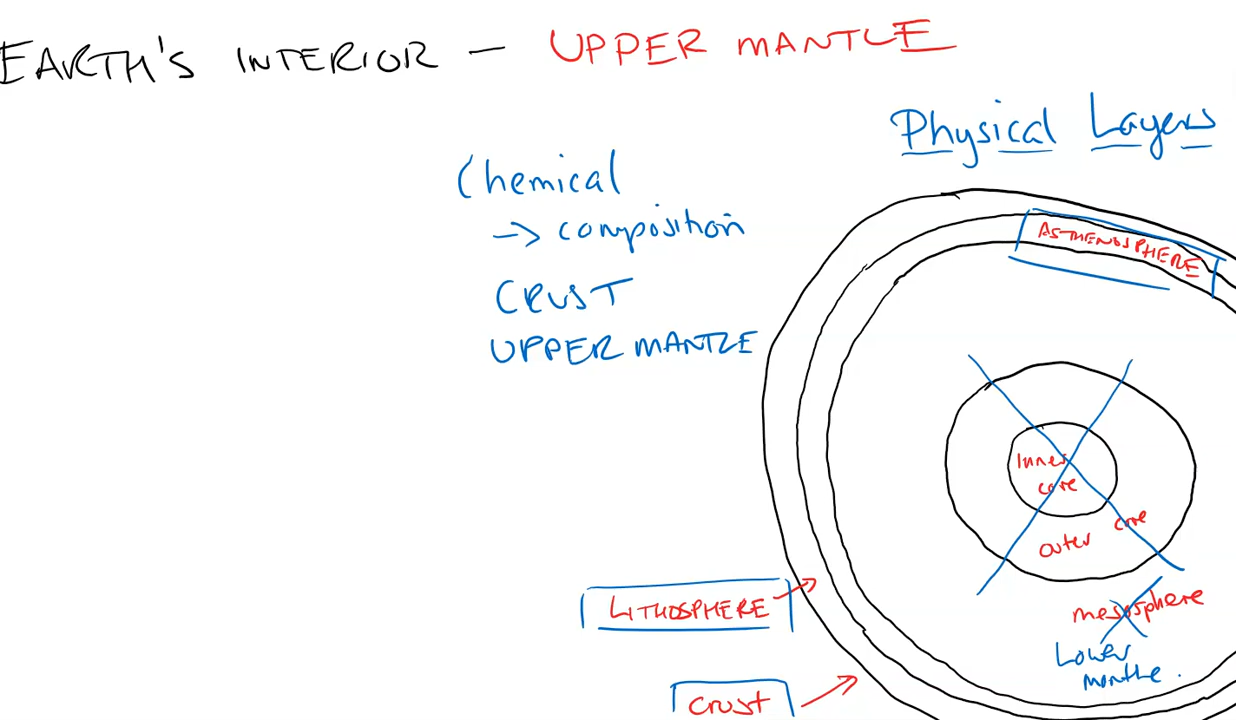 EARTH'S INTERIOR - UPPER MANTLE
Physical Layers
Chemical
-> composition
CRUST
UPPER MANTLE
ASTHENOSPHERE
Inner
core
outer core
LITHOSPHERE
mesosphere
Lower
mantle.
crust